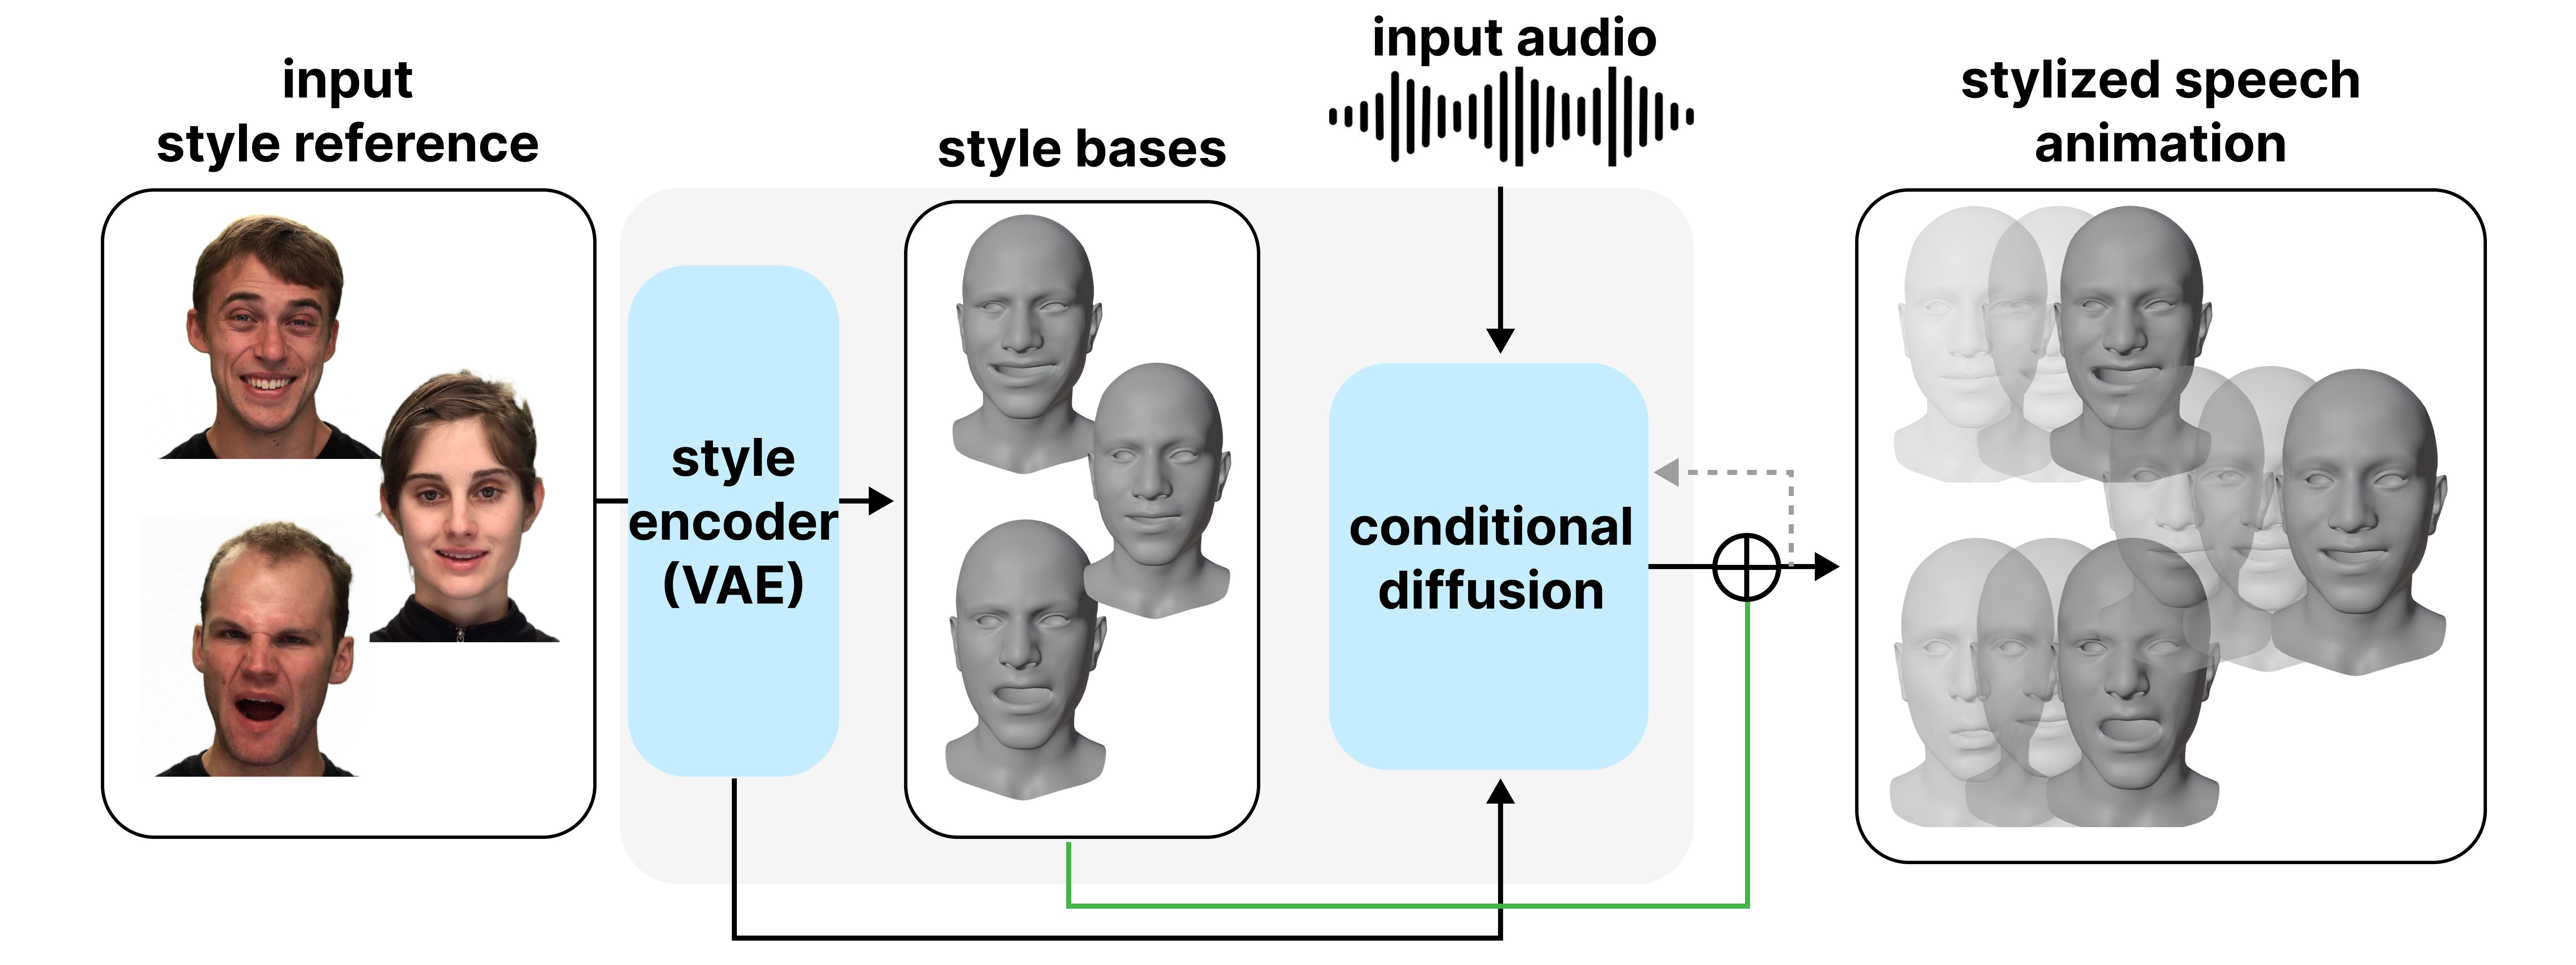 input
style reference
style encoder
(VAE)
style bases
input audio
conditional
diffusion
stylized speech
animation